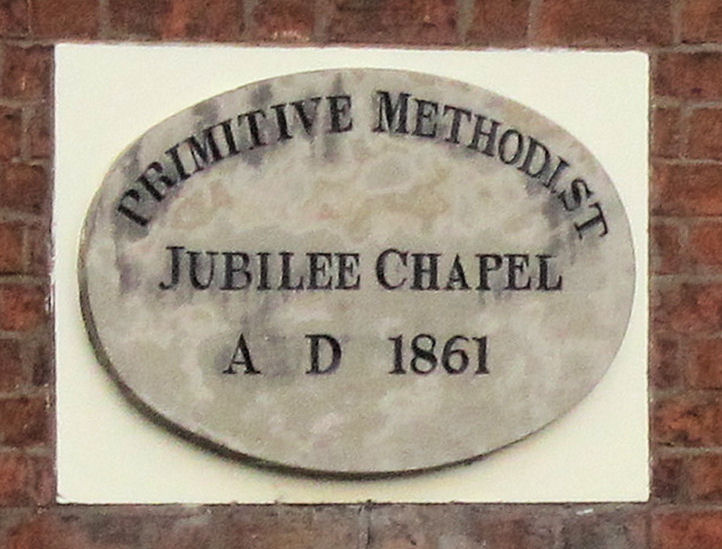 PRIMITIVE METHODIST
JUBILEE CHAPEL
A D 1861